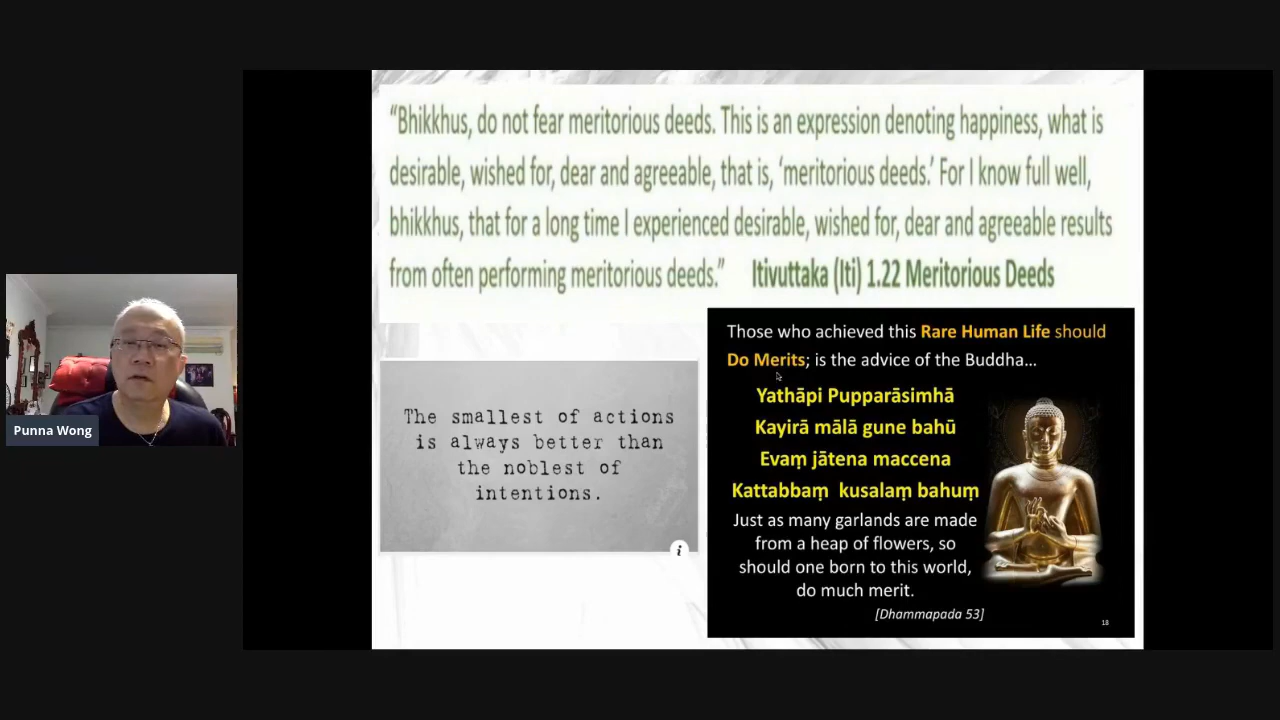 “Bhikkhus, do not fear meritorious deeds. This is an expression denoting happiness, what is
desirable, wished for, dear and agreeable, that is, ‘meritorious deeds.’ For I know full well,
bhikkhus, that for a long time I experienced desirable, wished for, dear and agreeable results
from often performing meritorious deeds.” Itivuttaka (Iti) 1.22 Meritorious Deeds
Punna Wong
The smallest of actions
is always better than
the noblest of
intentions.
i
Those who achieved this Rare Human Life should
Do Merits; is the advice of the Buddha...
Yathāpi Pupparāsimhā
Kayirā mālā gune bahū
Evaṃ jātena maccena
Kattabbaṃ kusalaṃ bahuṃ
Just as many garlands are made
from a heap of flowers, so
should one born to this world,
do much merit.
[Dhammapada 53]
18